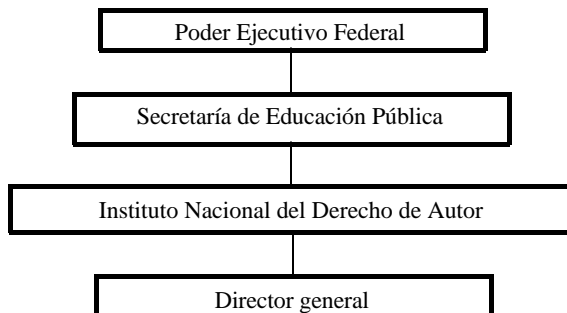 Poder Ejecutivo Federal
Secretaría de Educación Pública
Instituto Nacional del Derecho de Autor
Director general